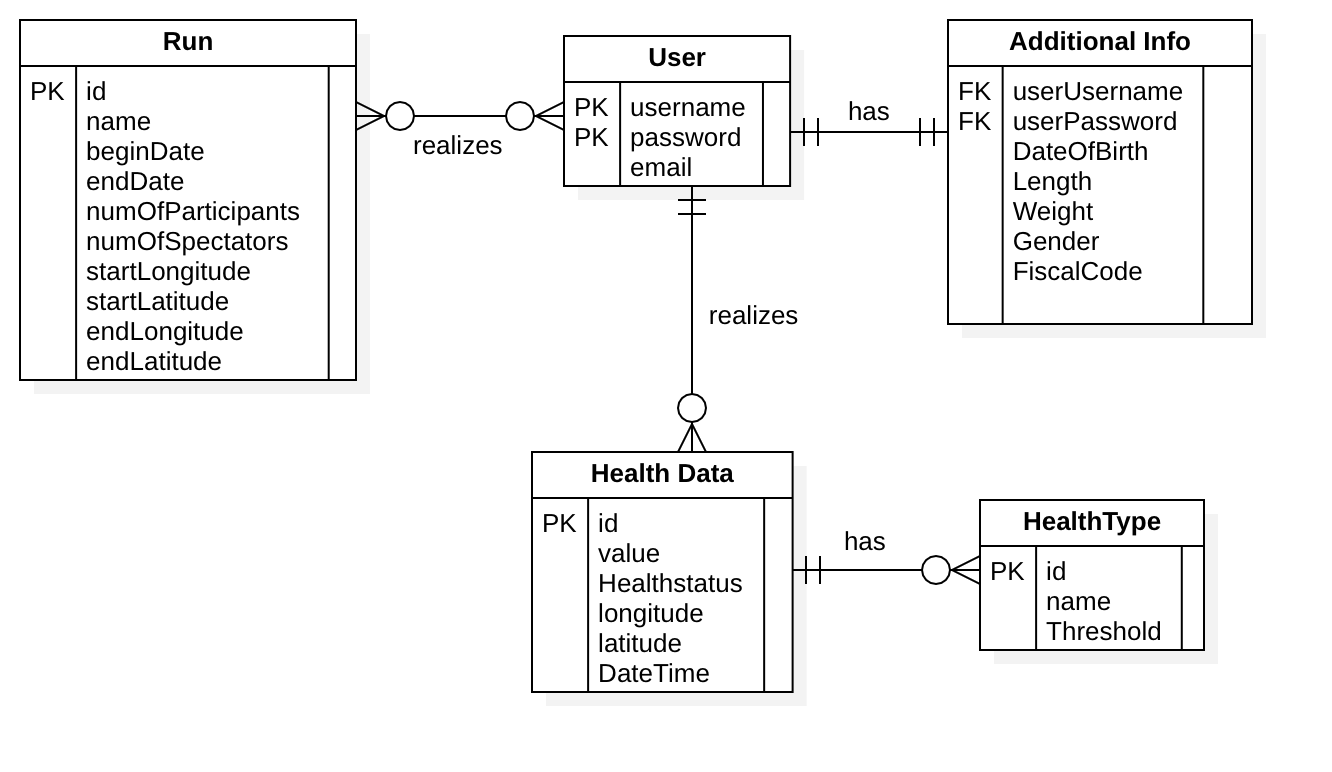 Run
PK id
name
beginDate
endDate
numOfParticipants
numOfSpectators
startLongitude
startLatitude
endLongitude
endLatitude
realizes
User
PK username
PK password
email
has
Additional Info
FK userUsername
FK userPassword
DateOfBirth
Length
Weight
Gender
FiscalCode
realizes
Health Data
PK id
value
Healthstatus
longitude
latitude
DateTime
has
HealthType
PK id
name
Threshold